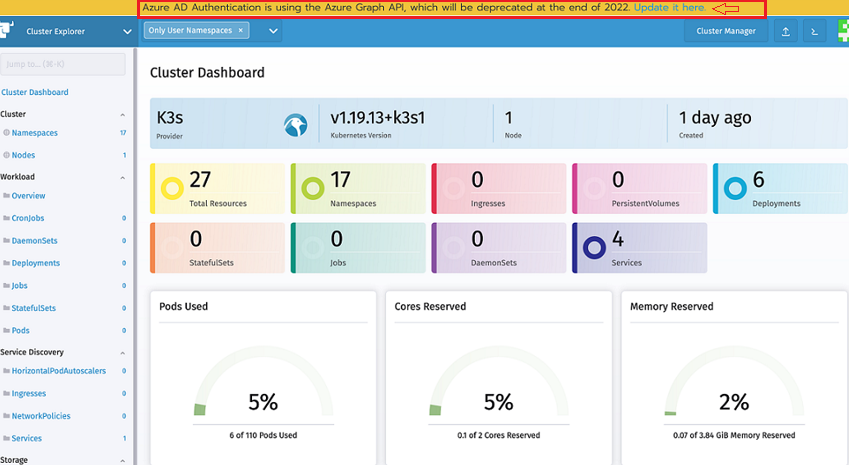 Azure AD Authentication is using the Azure Graph API, which will be deprecated at the end of 2022. Update it here.
Cluster Explorer
Only User Namespaces ×
Cluster Manager
Jump to... (⌘-K)
Cluster Dashboard
Cluster
Namespaces 17
Nodes 1
Workload
Overview
CronJobs 0
DaemonSets 0
Deployments 0
Jobs 0
StatefulSets 0
Pods 0
Service Discovery
HorizontalPodAutoscalers 0
Ingresses 0
NetworkPolicies 0
Services 1
Storage
Cluster Dashboard
K3s
Provider
v1.19.13+k3s1
Kubernetes Version
1
Node
1 day ago
Created
27
Total Resources
17
Namespaces
0
Ingresses
0
PersistentVolumes
6
Deployments
0
StatefulSets
0
Jobs
0
DaemonSets
4
Services
Pods Used
5%
6 of 110 Pods Used
Cores Reserved
5%
0.1 of 2 Cores Reserved
Memory Reserved
2%
0.07 of 3.84 GiB Memory Reserved